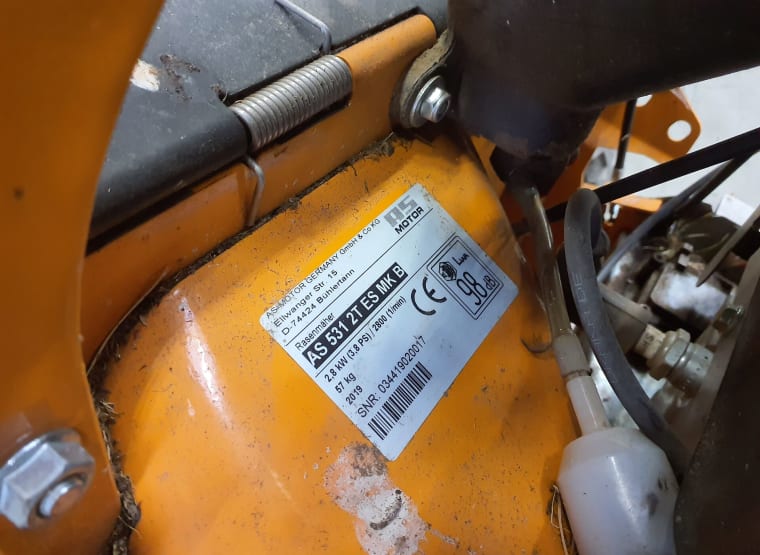 AS
MOTOR
AS-MOTOR GERMANY GmbH & Co KG
Ellwanger Str. 15
D-74424 Bühlertann
Rasenmäher
AS 531 2T ES MK B
2,8 kW (3,8 PS)/ 2800 (1/min)
57 kg
2019
SNR: 034419020017
CE
LWA
98 dB